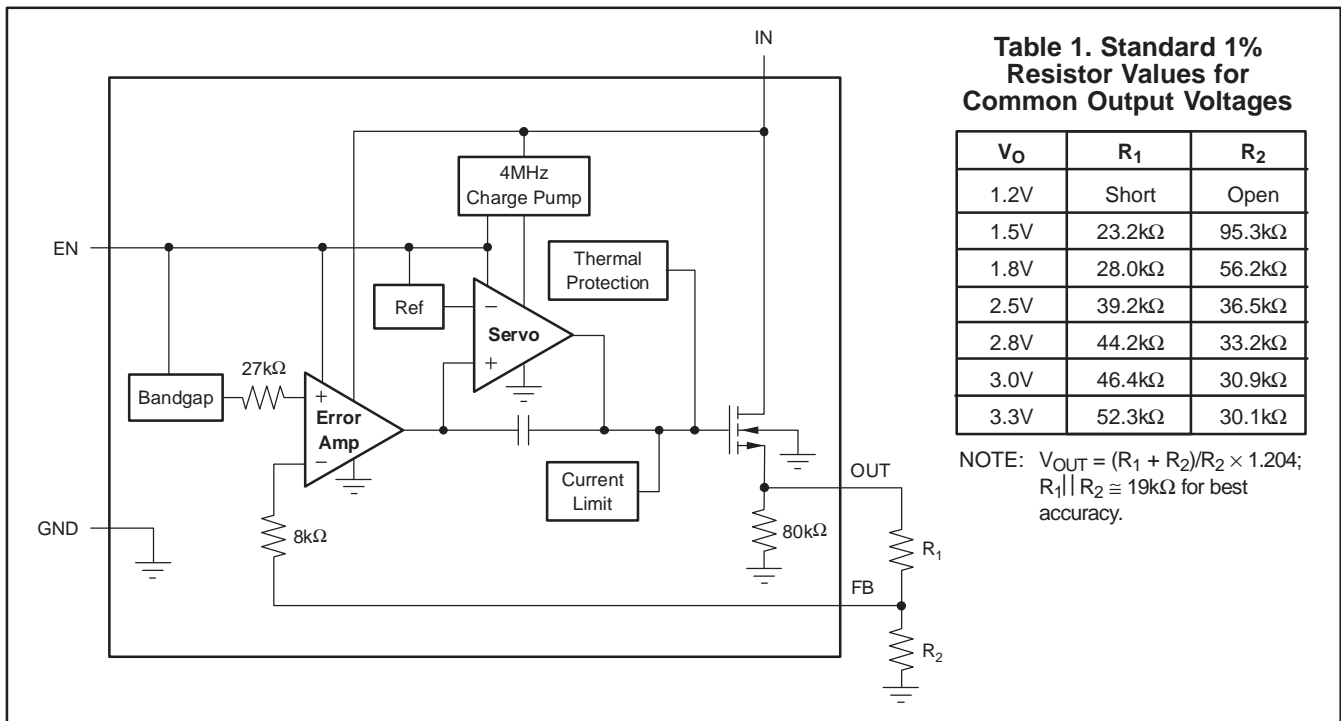 IN
4MHz
Charge Pump
EN
Thermal
Protection
Ref
−
Servo
+
27kΩ
Bandgap
+
Error
Amp
−
Current
Limit
OUT
GND
8kΩ
80kΩ
R1
FB
R2
Table 1. Standard 1%
Resistor Values for
Common Output Voltages
VO R1 R2
1.2V Short Open
1.5V 23.2kΩ 95.3kΩ
1.8V 28.0kΩ 56.2kΩ
2.5V 39.2kΩ 36.5kΩ
2.8V 44.2kΩ 33.2kΩ
3.0V 46.4kΩ 30.9kΩ
3.3V 52.3kΩ 30.1kΩ
NOTE: VOUT = (R1 + R2)/R2 × 1.204;
R1|| R2 ≅ 19kΩ for best
accuracy.